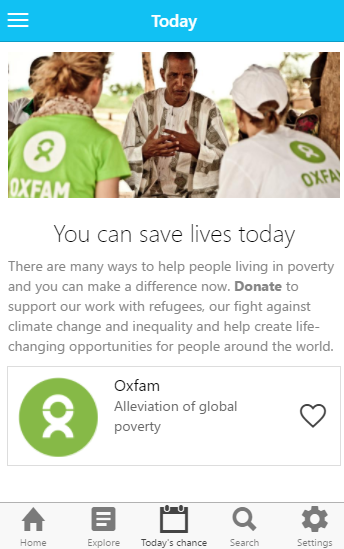 Today
OXFAM
OXFA
You can save lives today
There are many ways to help people living in poverty
and you can make a difference now. Donate to
support our work with refugees, our fight against
climate change and inequality and help create life-
changing opportunities for people around the world.
Oxfam
Alleviation of global
poverty
Home
Explore
Today's chance
Search
Settings